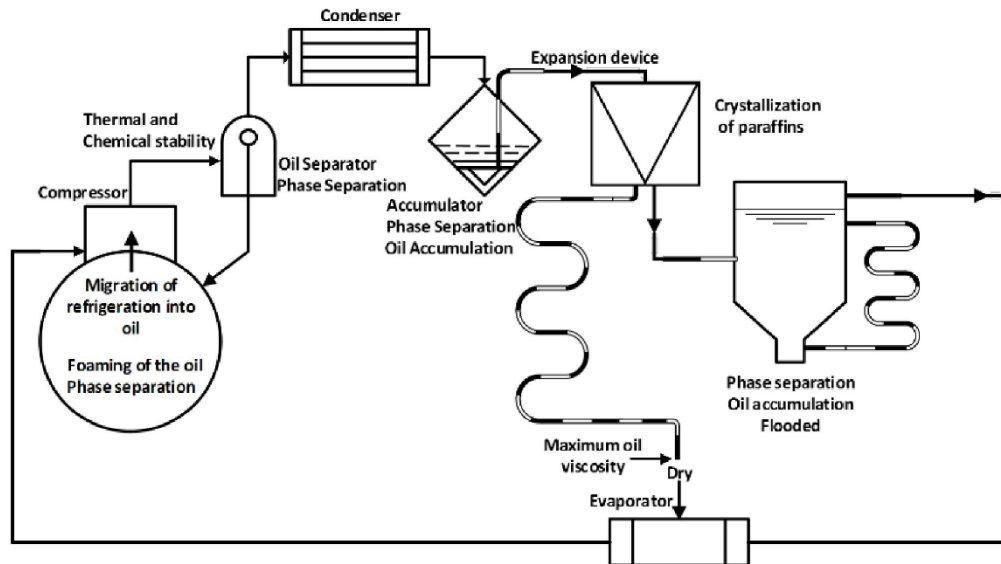 Condenser
Expansion device
Thermal and
Chemical stability
Crystallization
of paraffins
Oil Separator
Phase Separation
Compressor
Accumulator
Phase Separation
Oil Accumulation
Migration of
refrigeration into
oil
Foaming of the oil
Phase separation
Phase separation
Oil accumulation
Flooded
Maximum oil
viscosity
Dry
Evaporator